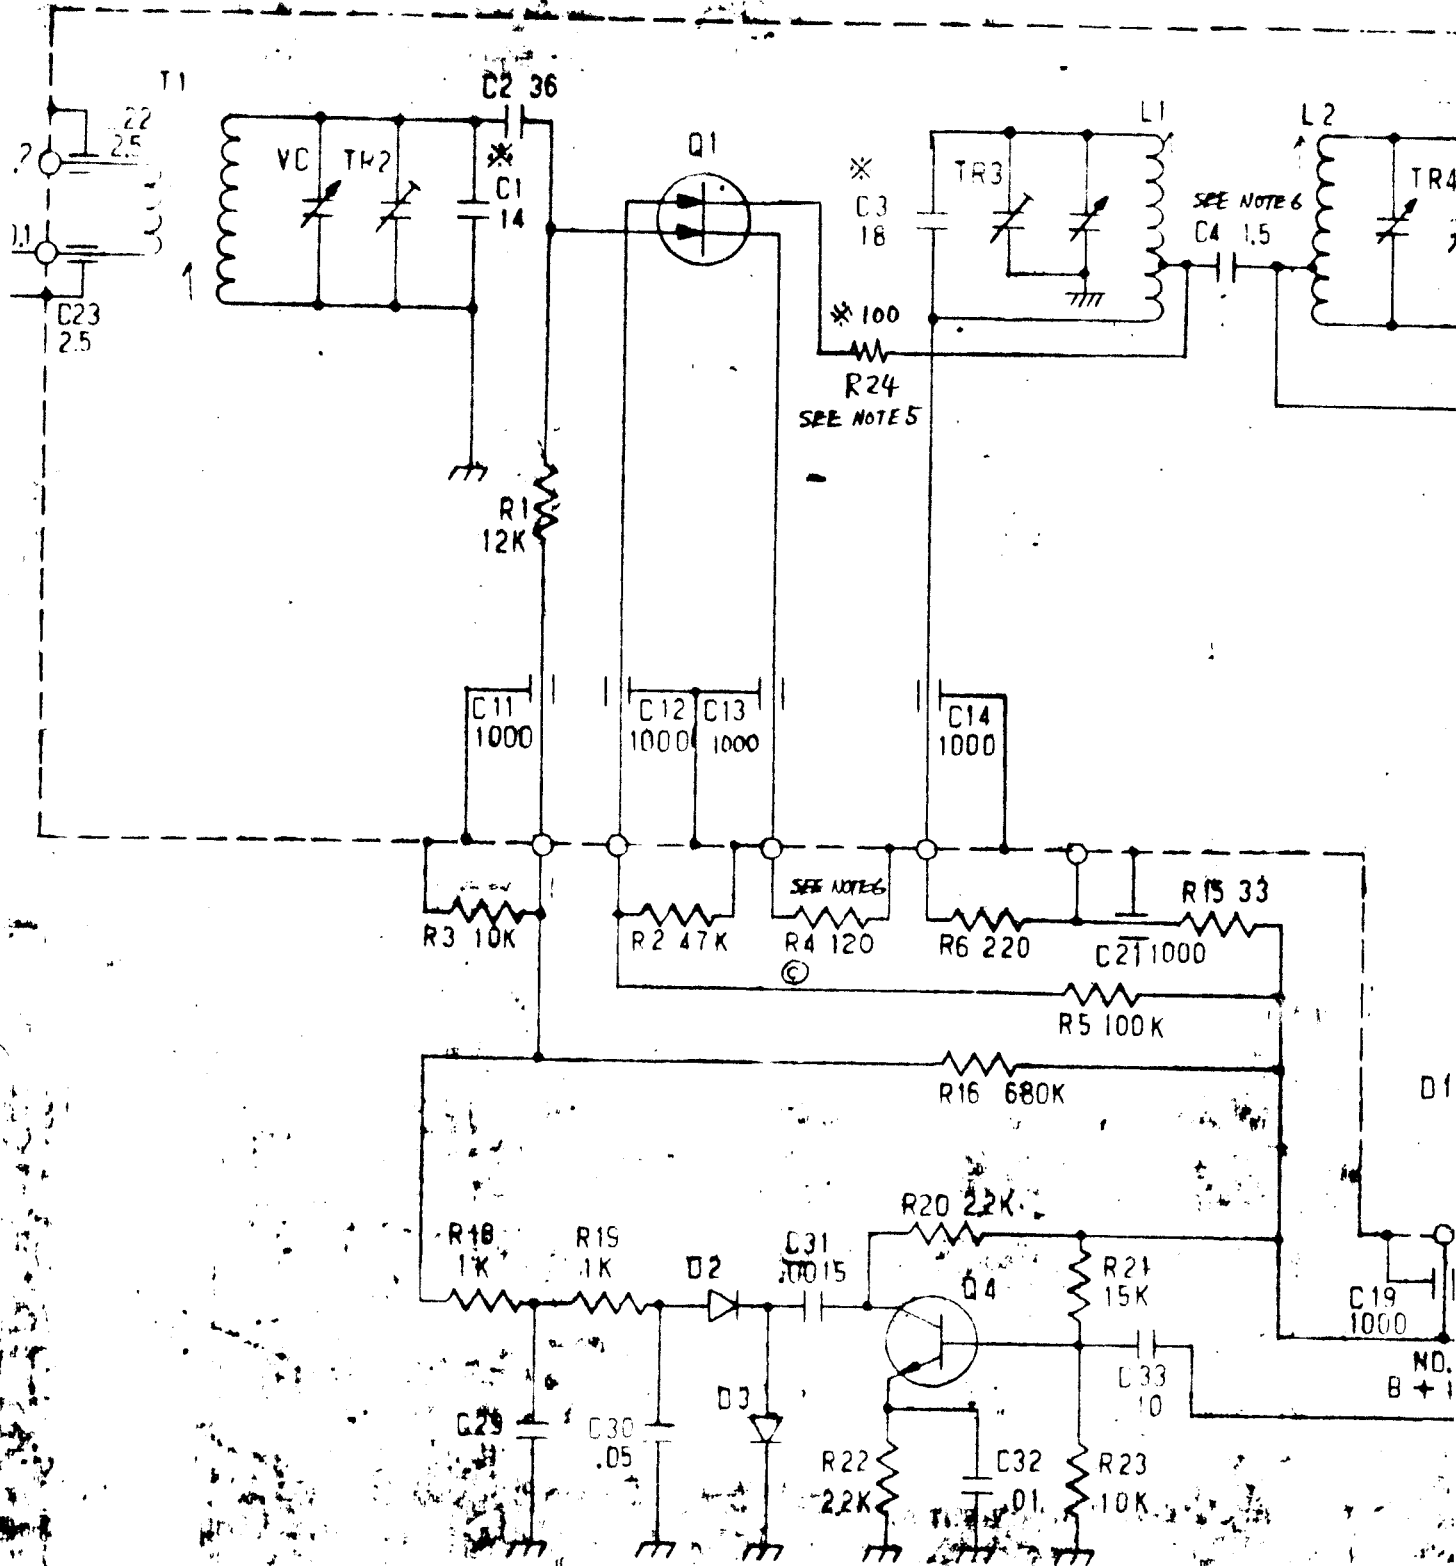 T1
C2 36
22
2.5
VC
TR2
※
C1
14
Q1
※
C3
18
TR3
L1
L2
TR4
SEE NOTE 6
C4 1.5
C23
2.5
※ 100
R24
SEE NOTE 5
R1
12K
C11
1000
C12
1000
C13
1000
C14
1000
R3 10K
R2 47K
SEE NOTE 6
R4 120
R6 220
C21 1000
R15 33
R5 100K
R16 680K
D1
R18
1K
R19
1K
D2
C31
.0015
R20 2.2K
Q4
R21
15K
C19
1000
NO.
B +
C33
10
D3
C29
C30
.05
R22
2.2K
C32
.01
R23
10K